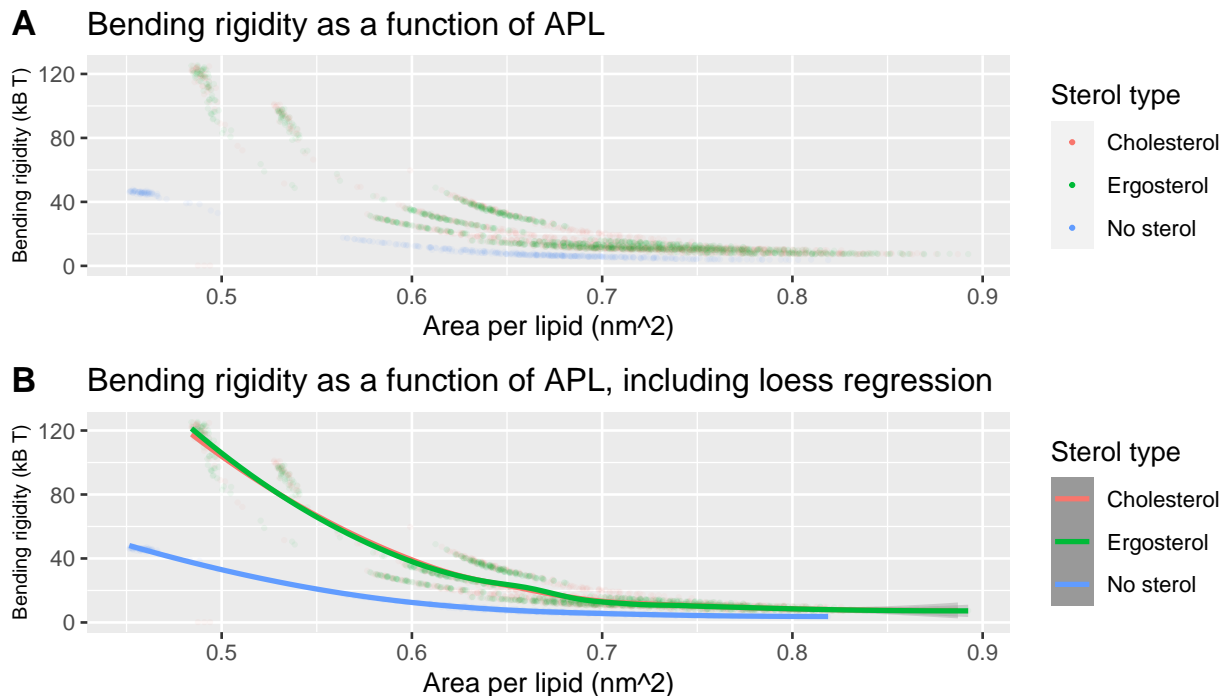 A Bending rigidity as a function of APL
Bending rigidity (kB T)
120
80
40
0
0.5 0.6 0.7 0.8 0.9
Area per lipid (nm^2)
Sterol type
Cholesterol
Ergosterol
No sterol
B Bending rigidity as a function of APL, including loess regression
Bending rigidity (kB T)
120
80
40
0
0.5 0.6 0.7 0.8 0.9
Area per lipid (nm^2)
Sterol type
Cholesterol
Ergosterol
No sterol